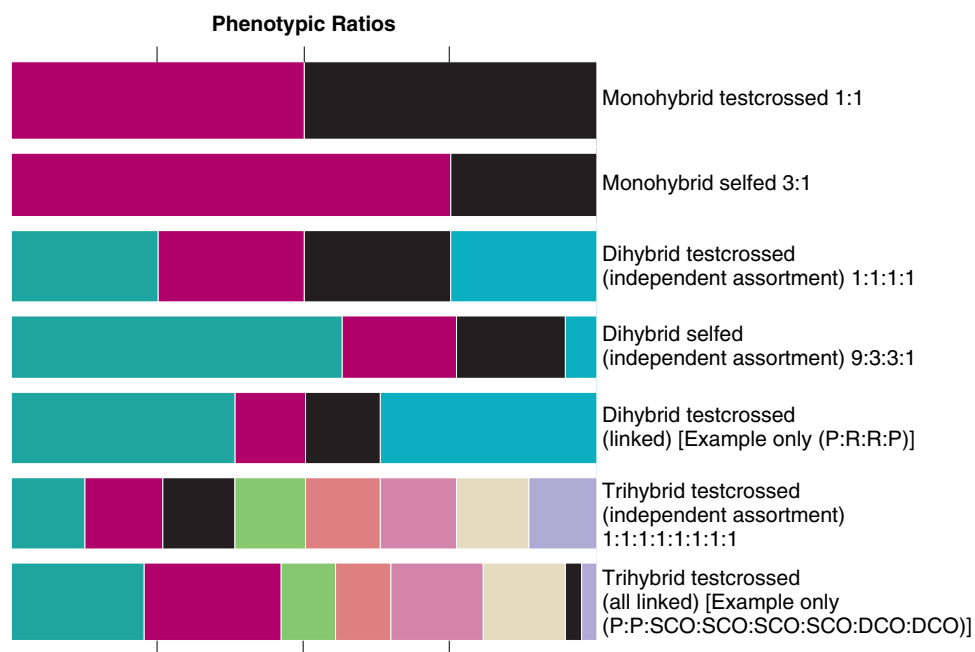 Phenotypic Ratios
Monohybrid testcrossed 1:1
Monohybrid selfed 3:1
Dihybrid testcrossed
(independent assortment) 1:1:1:1
Dihybrid selfed
(independent assortment) 9:3:3:1
Dihybrid testcrossed
(linked) [Example only (P:R:R:P)]
Trihybrid testcrossed
(independent assortment)
1:1:1:1:1:1:1:1
Trihybrid testcrossed
(all linked) [Example only
(P:P:SCO:SCO:SCO:SCO:DCO:DCO)]